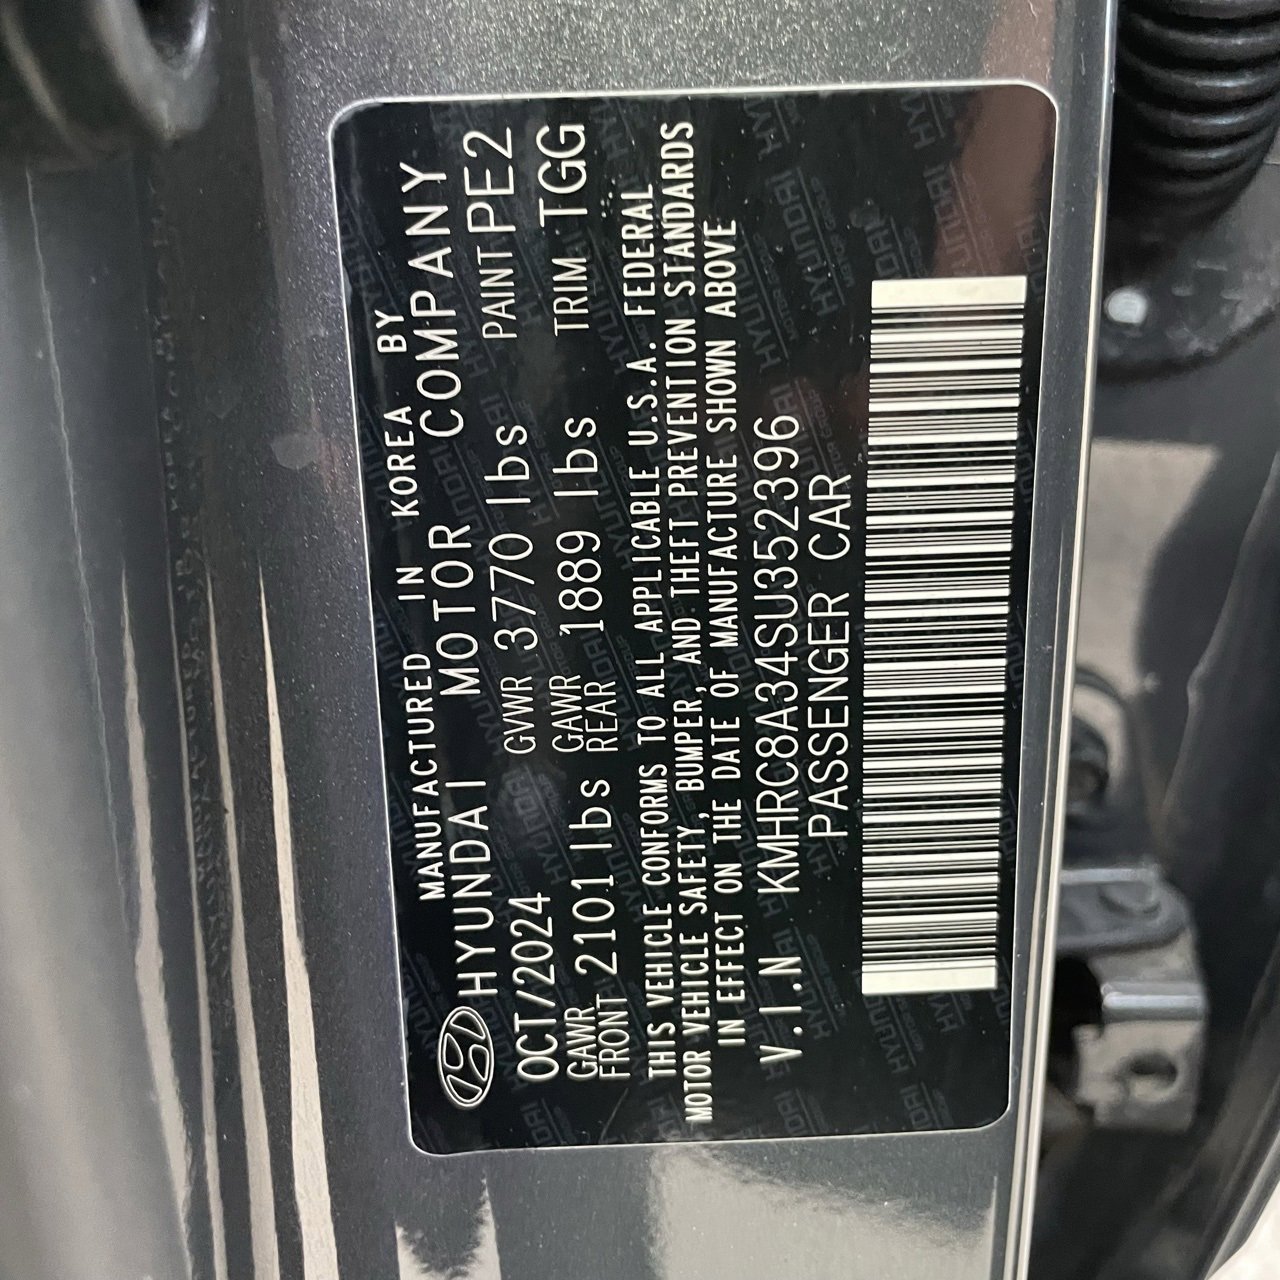 MANUFACTURED IN KOREA BY
HYUNDAI MOTOR COMPANY
OCT/2024 GVWR 3770 lbs PAINT PE2
GAWR FRONT 2101 lbs GAWR REAR 1889 lbs TRIM TGG
THIS VEHICLE CONFORMS TO ALL APPLICABLE U.S.A. FEDERAL
MOTOR VEHICLE SAFETY, BUMPER, AND THEFT PREVENTION STANDARDS
IN EFFECT ON THE DATE OF MANUFACTURE SHOWN ABOVE
V.I.N KMHRC8A34SU352396
PASSENGER CAR